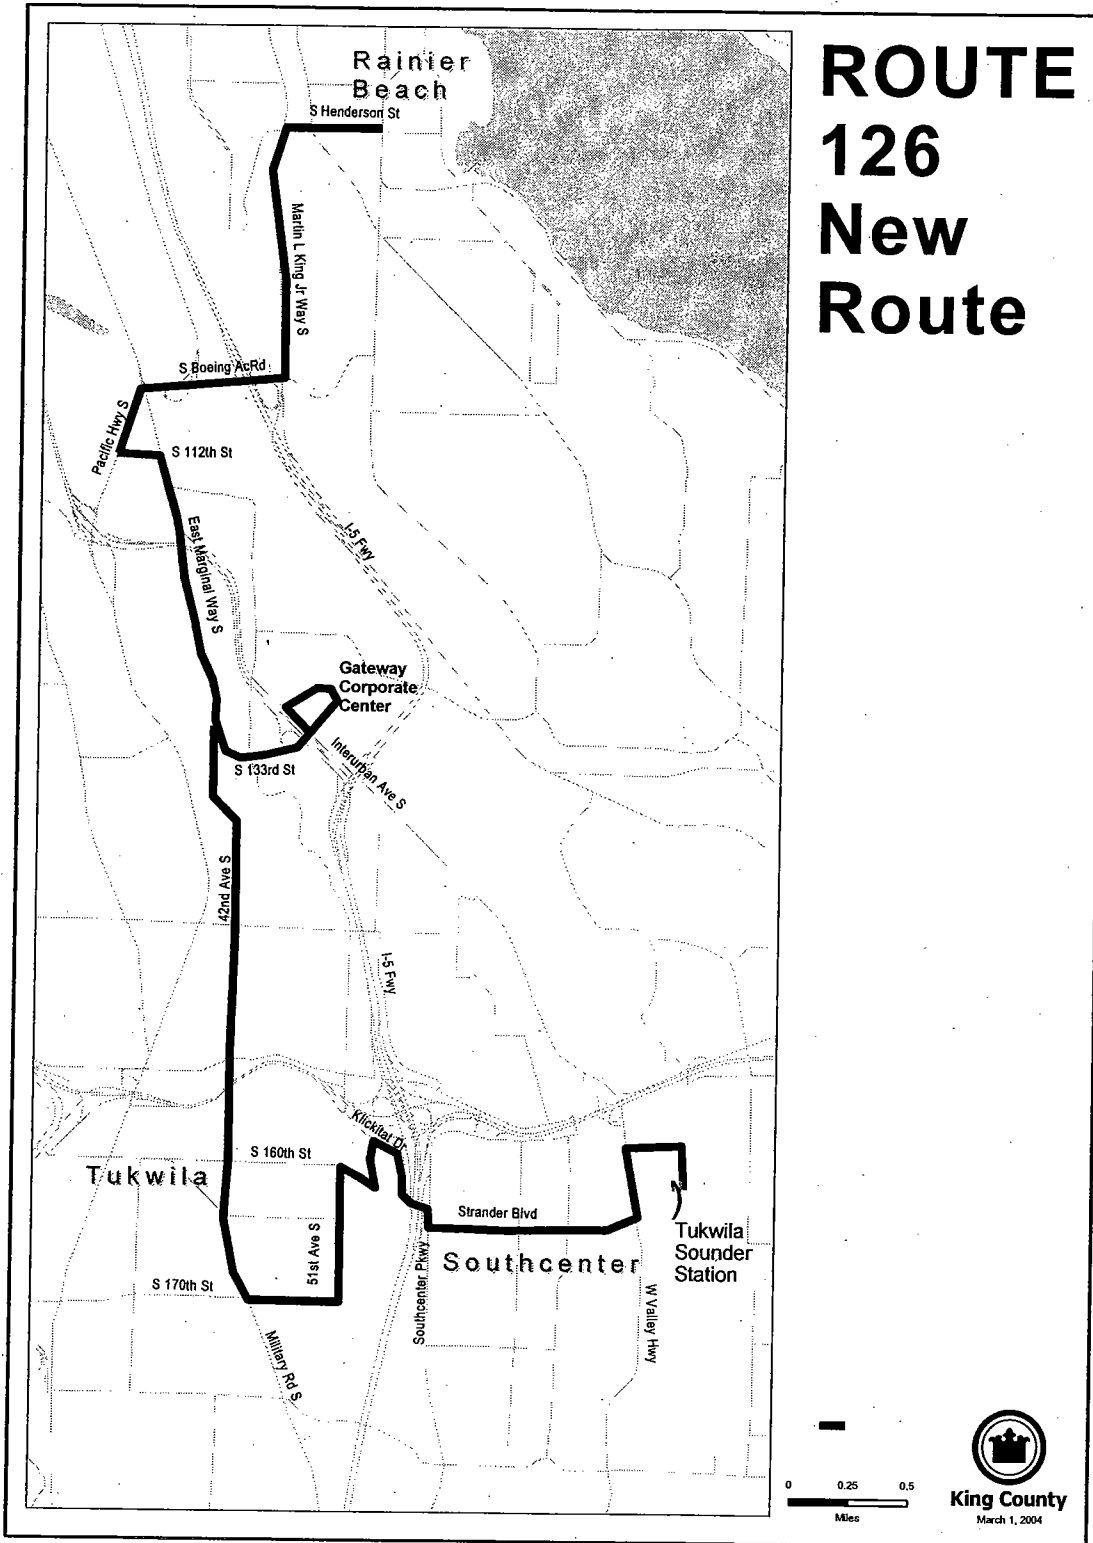 ROUTE
126
New
Route
Rainier
Beach
S Henderson St
Martin L King Jr Way S
S Boeing AcRd
Pacific Hwy S
S 112th St
I-5 Fwy
East Marginal Way S
1
Gateway
Corporate
Center
Interurban Ave S
S 133rd St
42nd Ave S
I-5 Fwy
Klickitat Dr
S 160th St
Tukwila
Strander Blvd
51st Ave S
Southcenter
Tukwila
Sounder
Station
S 170th St
Southcenter Pkwy
W Valley Hwy
Military Rd S
0 0.25 0.5
Miles
King County
March 1, 2004